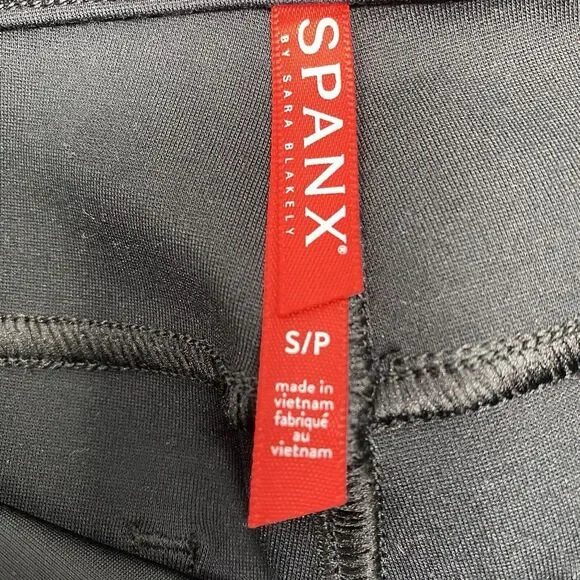 SPANX®
BY SARA BLAKELY
S/P
made in
vietnam
fabriqué
au
vietnam